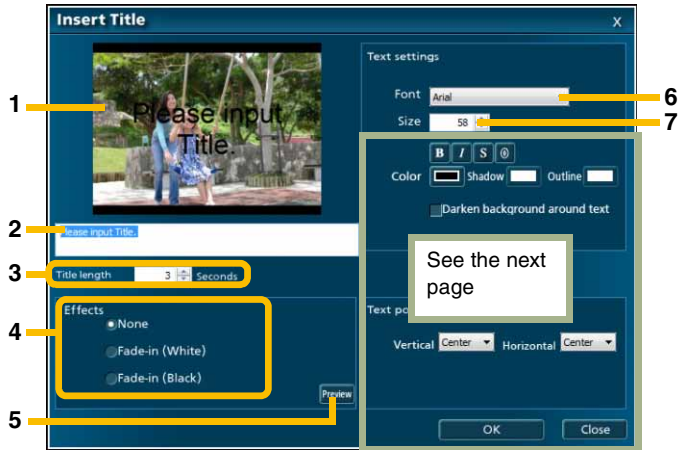 Insert Title
X
Please input
Title.
1
2
Please input Title.
3
Title length 3 Seconds
4
Effects
None
Fade-in (White)
Fade-in (Black)
5
Preview
Text settings
Font Arial
6
Size 58
7
B I S
Color Shadow Outline
Darken background around text
See the next
page
Text po
Vertical Center Horizontal Center
OK Close